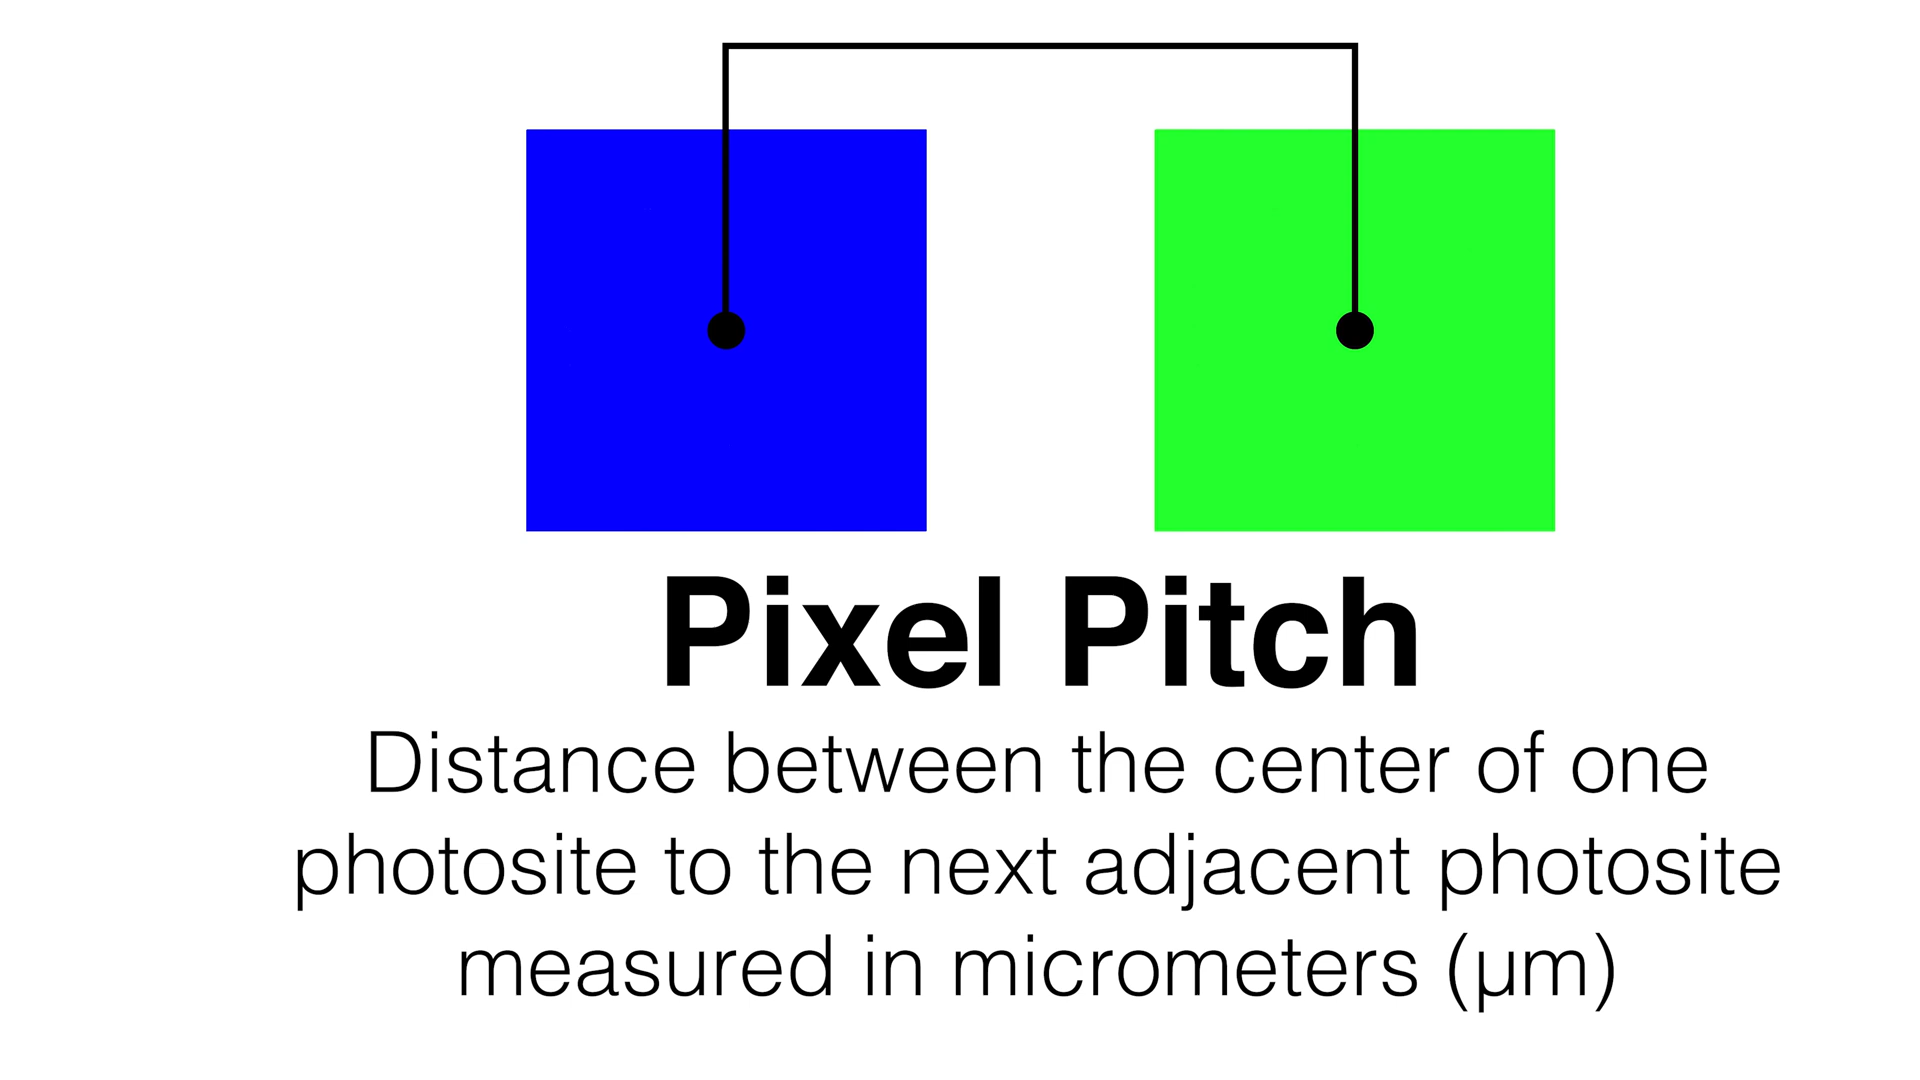 Pixel Pitch
Distance between the center of one
photosite to the next adjacent photosite
measured in micrometers (µm)